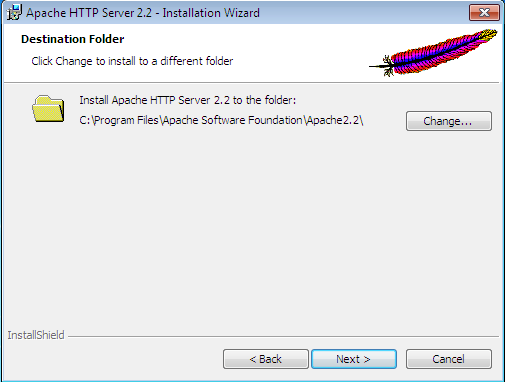 Apache HTTP Server 2.2 - Installation Wizard
Destination Folder
Click Change to install to a different folder
Install Apache HTTP Server 2.2 to the folder:
C:\Program Files\Apache Software Foundation\Apache2.2\
Change...
InstallShield
< Back
Next >
Cancel